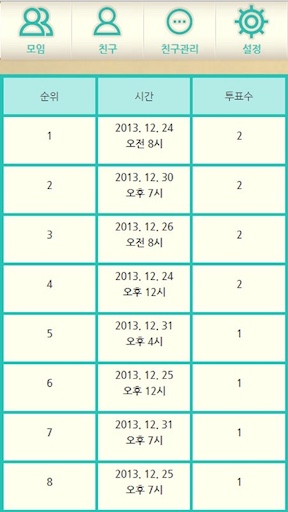 모임 친구 친구관리 설정
순위 시간 투표수
1 2013. 12. 24 2
오전 8시
2 2013. 12. 30 2
오후 7시
3 2013. 12. 26 2
오전 8시
4 2013. 12. 24 2
오후 12시
5 2013. 12. 31 1
오후 4시
6 2013. 12. 25 1
오후 12시
7 2013. 12. 31 1
오후 7시
8 2013. 12. 25 1
오후 7시